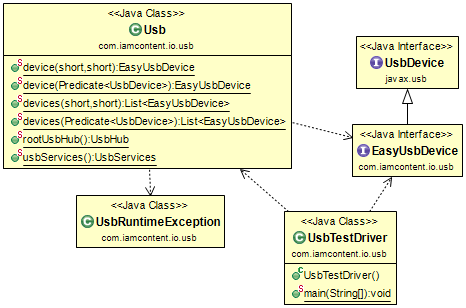 <<Java Class>>
Usb
com.iamcontent.io.usb
device(short,short):EasyUsbDevice
device(Predicate<UsbDevice>):EasyUsbDevice
devices(short,short):List<EasyUsbDevice>
devices(Predicate<UsbDevice>):List<EasyUsbDevice>
rootUsbHub():UsbHub
usbServices():UsbServices
<<Java Interface>>
UsbDevice
javax.usb
<<Java Interface>>
EasyUsbDevice
com.iamcontent.io.usb
<<Java Class>>
UsbRuntimeException
com.iamcontent.io.usb
<<Java Class>>
UsbTestDriver
com.iamcontent.io.usb
UsbTestDriver()
main(String[]):void